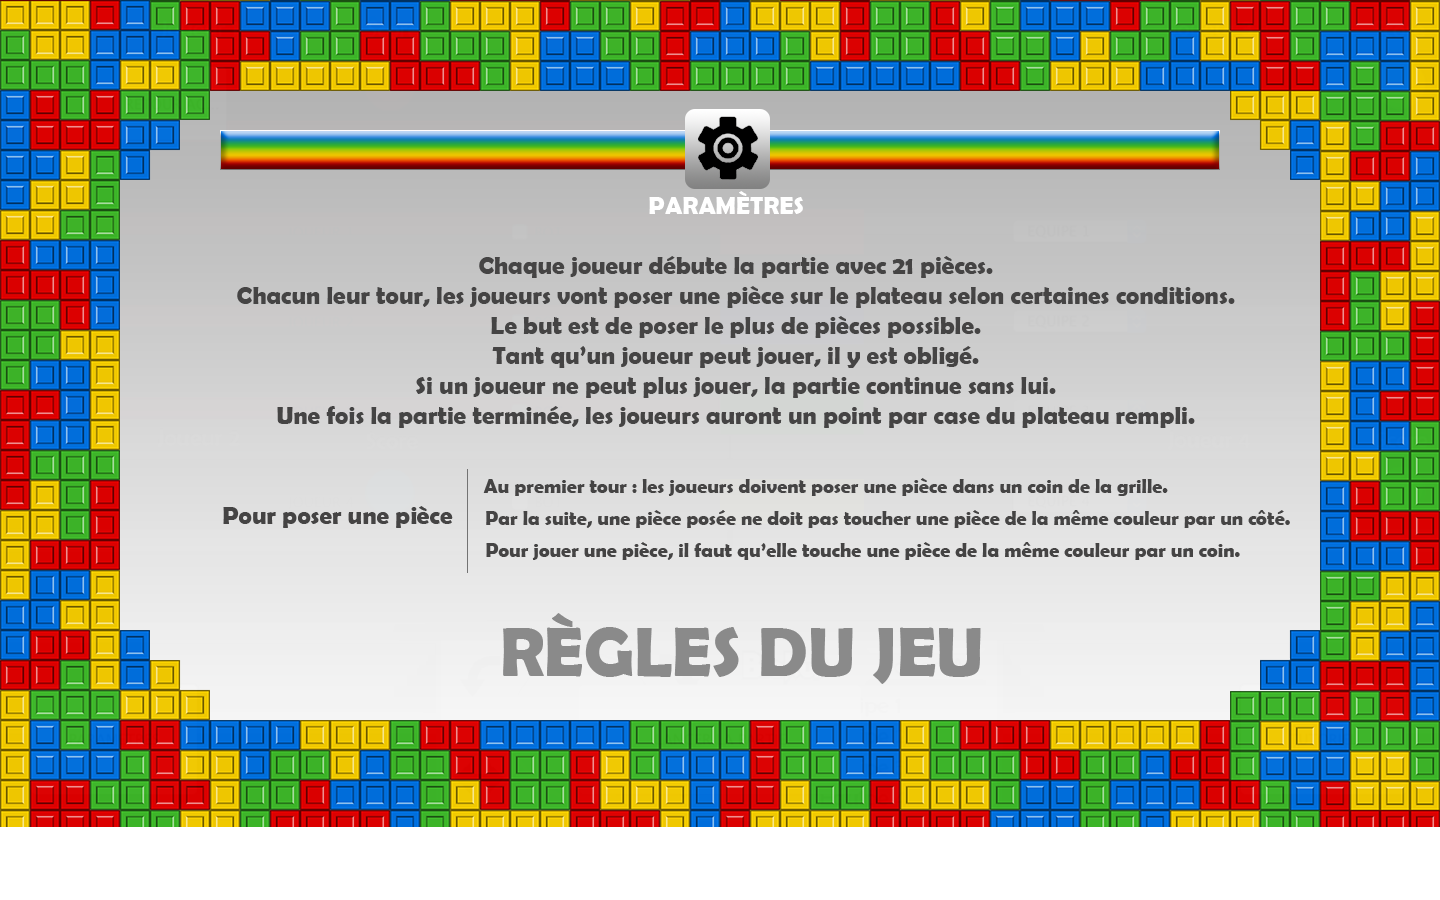 PARAMÈTRES
Chaque joueur débute la partie avec 21 pièces.
Chacun leur tour, les joueurs vont poser une pièce sur le plateau selon certaines conditions.
Le but est de poser le plus de pièces possible.
Tant qu'un joueur peut jouer, il y est obligé.
Si un joueur ne peut plus jouer, la partie continue sans lui.
Une fois la partie terminée, les joueurs auront un point par case du plateau rempli.
Pour poser une pièce
Au premier tour : les joueurs doivent poser une pièce dans un coin de la grille.
Par la suite, une pièce posée ne doit pas toucher une pièce de la même couleur par un côté.
Pour jouer une pièce, il faut qu'elle touche une pièce de la même couleur par un coin.
RÈGLES DU JEU